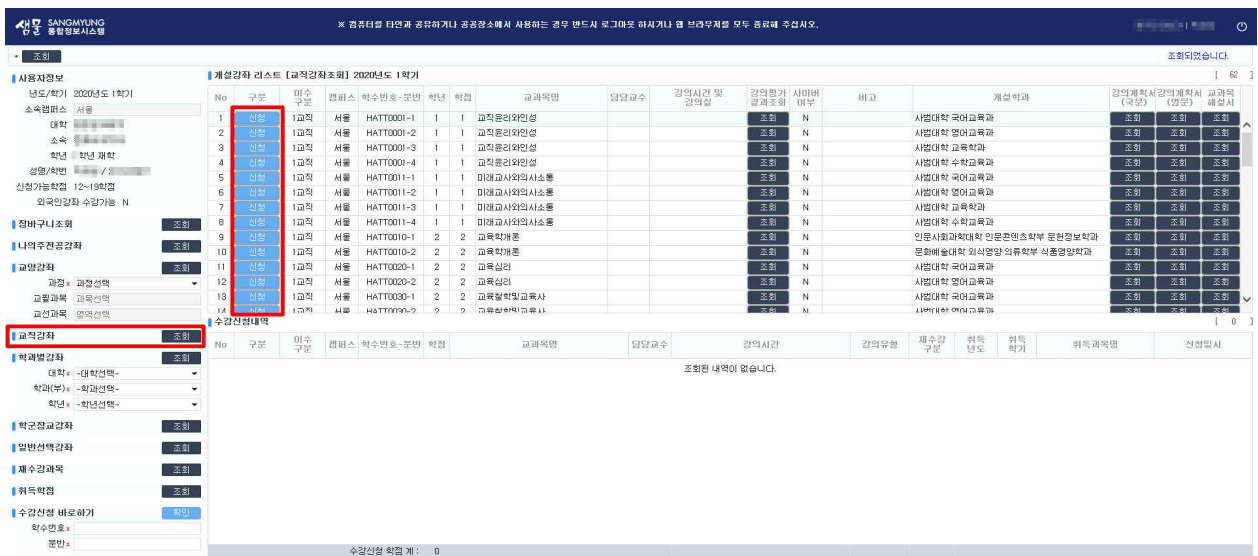 샘물 SANGMYUNG 통합정보시스템
※ 컴퓨터를 타인과 공유하거나 공공장소에서 사용하는 경우 반드시 로그아웃 하시거나 웹 브라우저를 모두 종료해 주십시오.
조회
조회되었습니다.
사용자정보
년도/학기 2020년도 1학기
소속캠퍼스 서울
대학
소속
학년 학년 재학
성명/학번 /
신청가능학점 12~19학점
외국인강좌 수강가능 N
장바구니조회 조회
나의주전공강좌 조회
교양강좌 조회
과정* 과정선택
교필과목 과목선택
교선과목 영역선택
교직강좌 조회
학과별강좌 조회
대학* -대학선택-
학과(부)* -학과선택-
학년* -학년선택-
학군장교강좌 조회
일반선택강좌 조회
재수강과목 조회
취득학점 조회
수강신청 바로하기 확인
학수번호*
분반*
개설강좌 리스트 [교직강좌조회] 2020년도 1학기 [ 62 ]
No 구분 이수구분 캠퍼스 학수번호-분반 학년 학점 교과목명 담당교수 강의시간 및 강의실 강의평가 결과조회 사이버 여부 비고 개설학과 강의계획서 (국문) 강의계획서 (영문) 교과목 해설서
1 신청 1교직 서울 HATT0001-1 1 1 교직윤리와인성 조회 N 사범대학 국어교육과 조회 조회 조회
2 신청 1교직 서울 HATT0001-2 1 1 교직윤리와인성 조회 N 사범대학 영어교육과 조회 조회 조회
3 신청 1교직 서울 HATT0001-3 1 1 교직윤리와인성 조회 N 사범대학 교육학과 조회 조회 조회
4 신청 1교직 서울 HATT0001-4 1 1 교직윤리와인성 조회 N 사범대학 수학교육과 조회 조회 조회
5 신청 1교직 서울 HATT0011-1 1 1 미래교사와의사소통 조회 N 사범대학 국어교육과 조회 조회 조회
6 신청 1교직 서울 HATT0011-2 1 1 미래교사와의사소통 조회 N 사범대학 영어교육과 조회 조회 조회
7 신청 1교직 서울 HATT0011-3 1 1 미래교사와의사소통 조회 N 사범대학 교육학과 조회 조회 조회
8 신청 1교직 서울 HATT0011-4 1 1 미래교사와의사소통 조회 N 사범대학 수학교육과 조회 조회 조회
9 신청 1교직 서울 HATT0010-1 2 2 교육학개론 조회 N 인문사회과학대학 인문콘텐츠학부 문헌정보학과 조회 조회 조회
10 신청 1교직 서울 HATT0010-2 2 2 교육학개론 조회 N 문화예술대학 외식영양·의류학부 식품영양학과 조회 조회 조회
11 신청 1교직 서울 HATT0020-1 2 2 교육심리 조회 N 사범대학 국어교육과 조회 조회 조회
12 신청 1교직 서울 HATT0020-2 2 2 교육심리 조회 N 사범대학 영어교육과 조회 조회 조회
13 신청 1교직 서울 HATT0030-1 2 2 교육철학및교육사 조회 N 사범대학 국어교육과 조회 조회 조회
14 신청 1교직 서울 HATT0030-2 2 2 교육철학및교육사 조회 N 사범대학 영어교육과 조회 조회 조회
수강신청내역 [ 0 ]
No 구분 이수구분 캠퍼스 학수번호-분반 학점 교과목명 담당교수 강의시간 강의유형 재수강 구분 취득 년도 취득 학기 취득과목명 신청일시
조회된 내역이 없습니다.
수강신청 학점 계 : 0